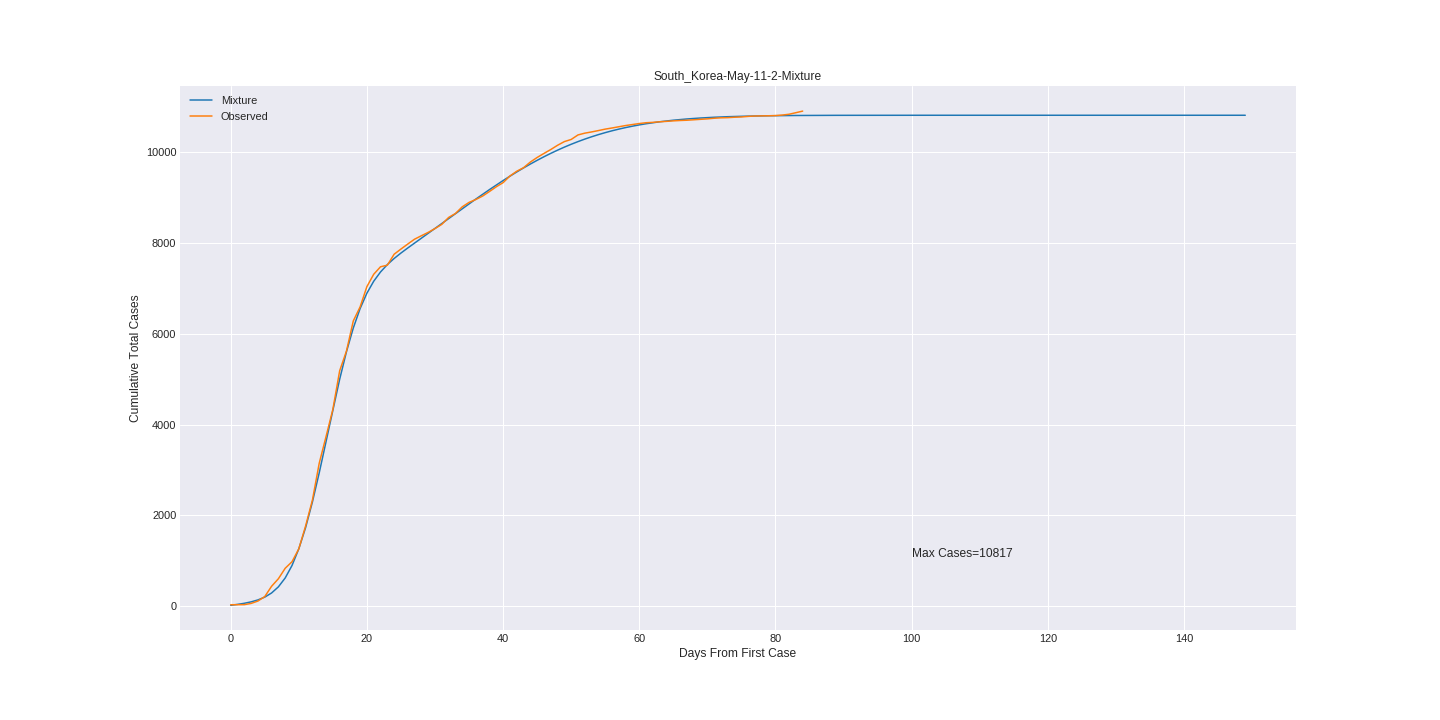 South_Korea-May-11-2-Mixture
Mixture
Observed
10000
8000
6000
4000
2000
0
Cumulative Total Cases
Max Cases=10817
0 20 40 60 80 100 120 140
Days From First Case